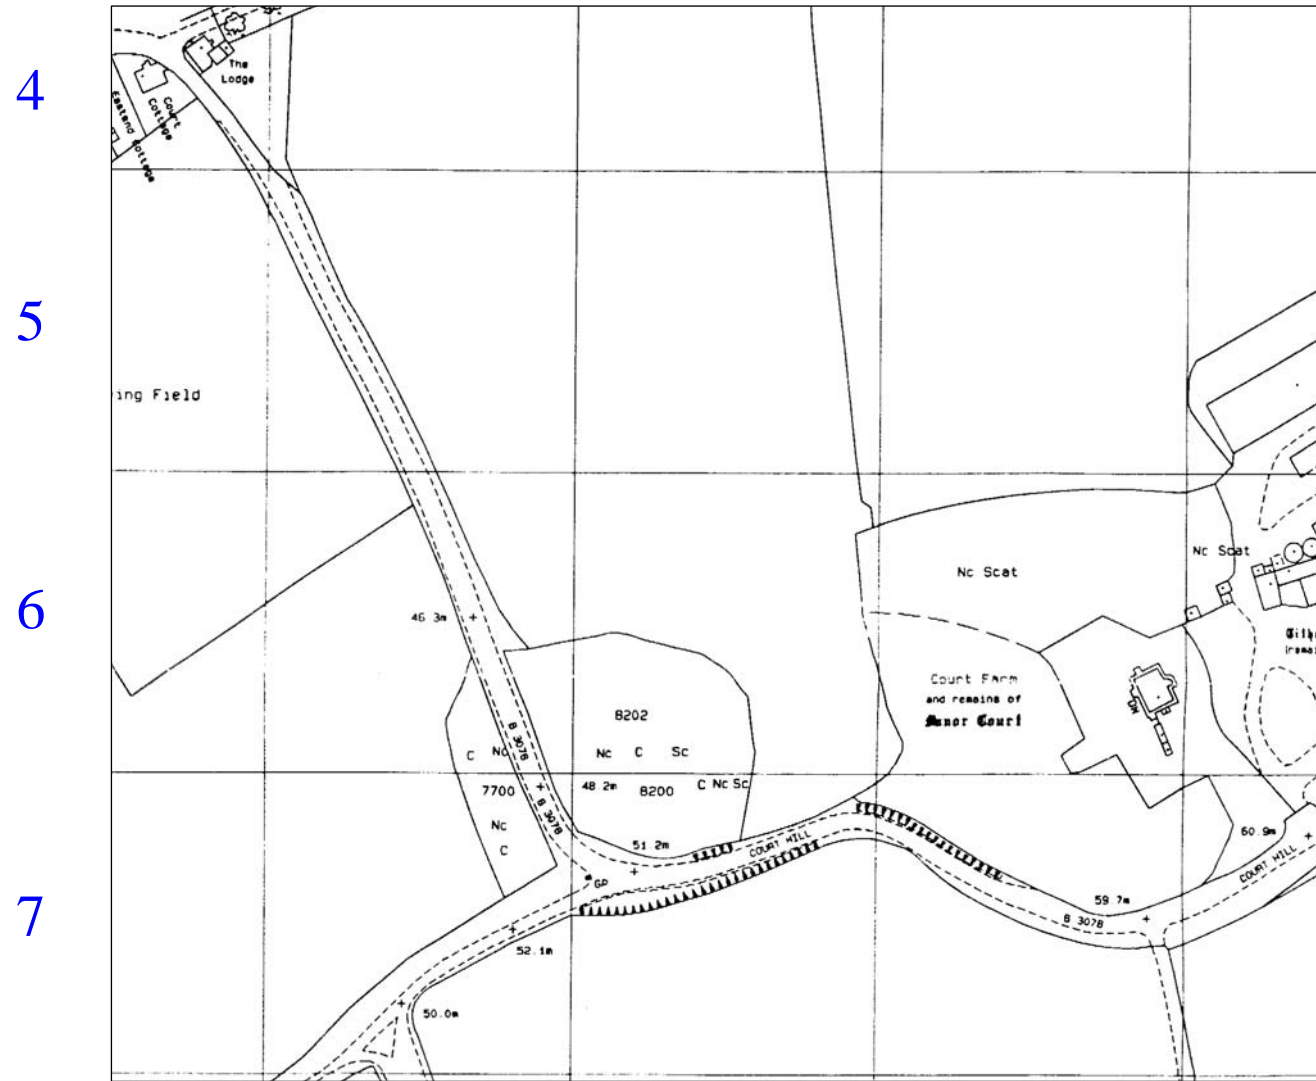 4
The
Lodge
Court
Cottage
Eastend Cottage
5
ing Field
Nc Scat
Nc Scat
6
46.3m
Court Farm
and remains of
Manor Court
8202
B 3078
C Nc
Nc C Sc
7700
48.2m
8200
C Nc Sc
B 3078
Nc
C
51.2m
COURT HILL
60.9m
COURT HILL
GP
59.7m
B 3078
7
52.1m
50.0m